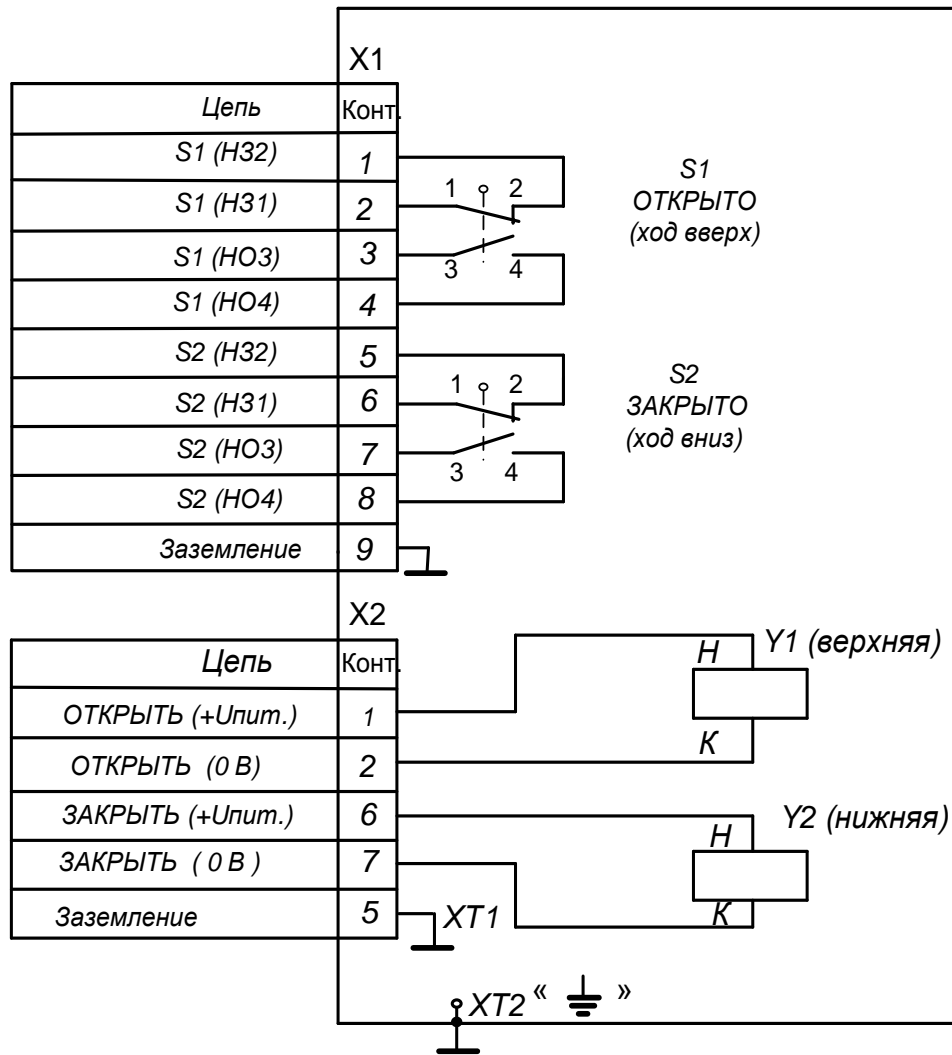 X1
Цепь Конт.
S1 (НЗ2) 1
S1 (НЗ1) 2
S1 (НО3) 3
S1 (НО4) 4
S2 (НЗ2) 5
S2 (НЗ1) 6
S2 (НО3) 7
S2 (НО4) 8
Заземление 9
1 2
3 4
S1
ОТКРЫТО
(ход вверх)
1 2
3 4
S2
ЗАКРЫТО
(ход вниз)
X2
Цепь Конт.
ОТКРЫТЬ (+Uпит.) 1
ОТКРЫТЬ (0 В) 2
ЗАКРЫТЬ (+Uпит.) 6
ЗАКРЫТЬ ( 0 В ) 7
Заземление 5
Н Y1 (верхняя)
К
Н Y2 (нижняя)
К
XT1
XT2 « »